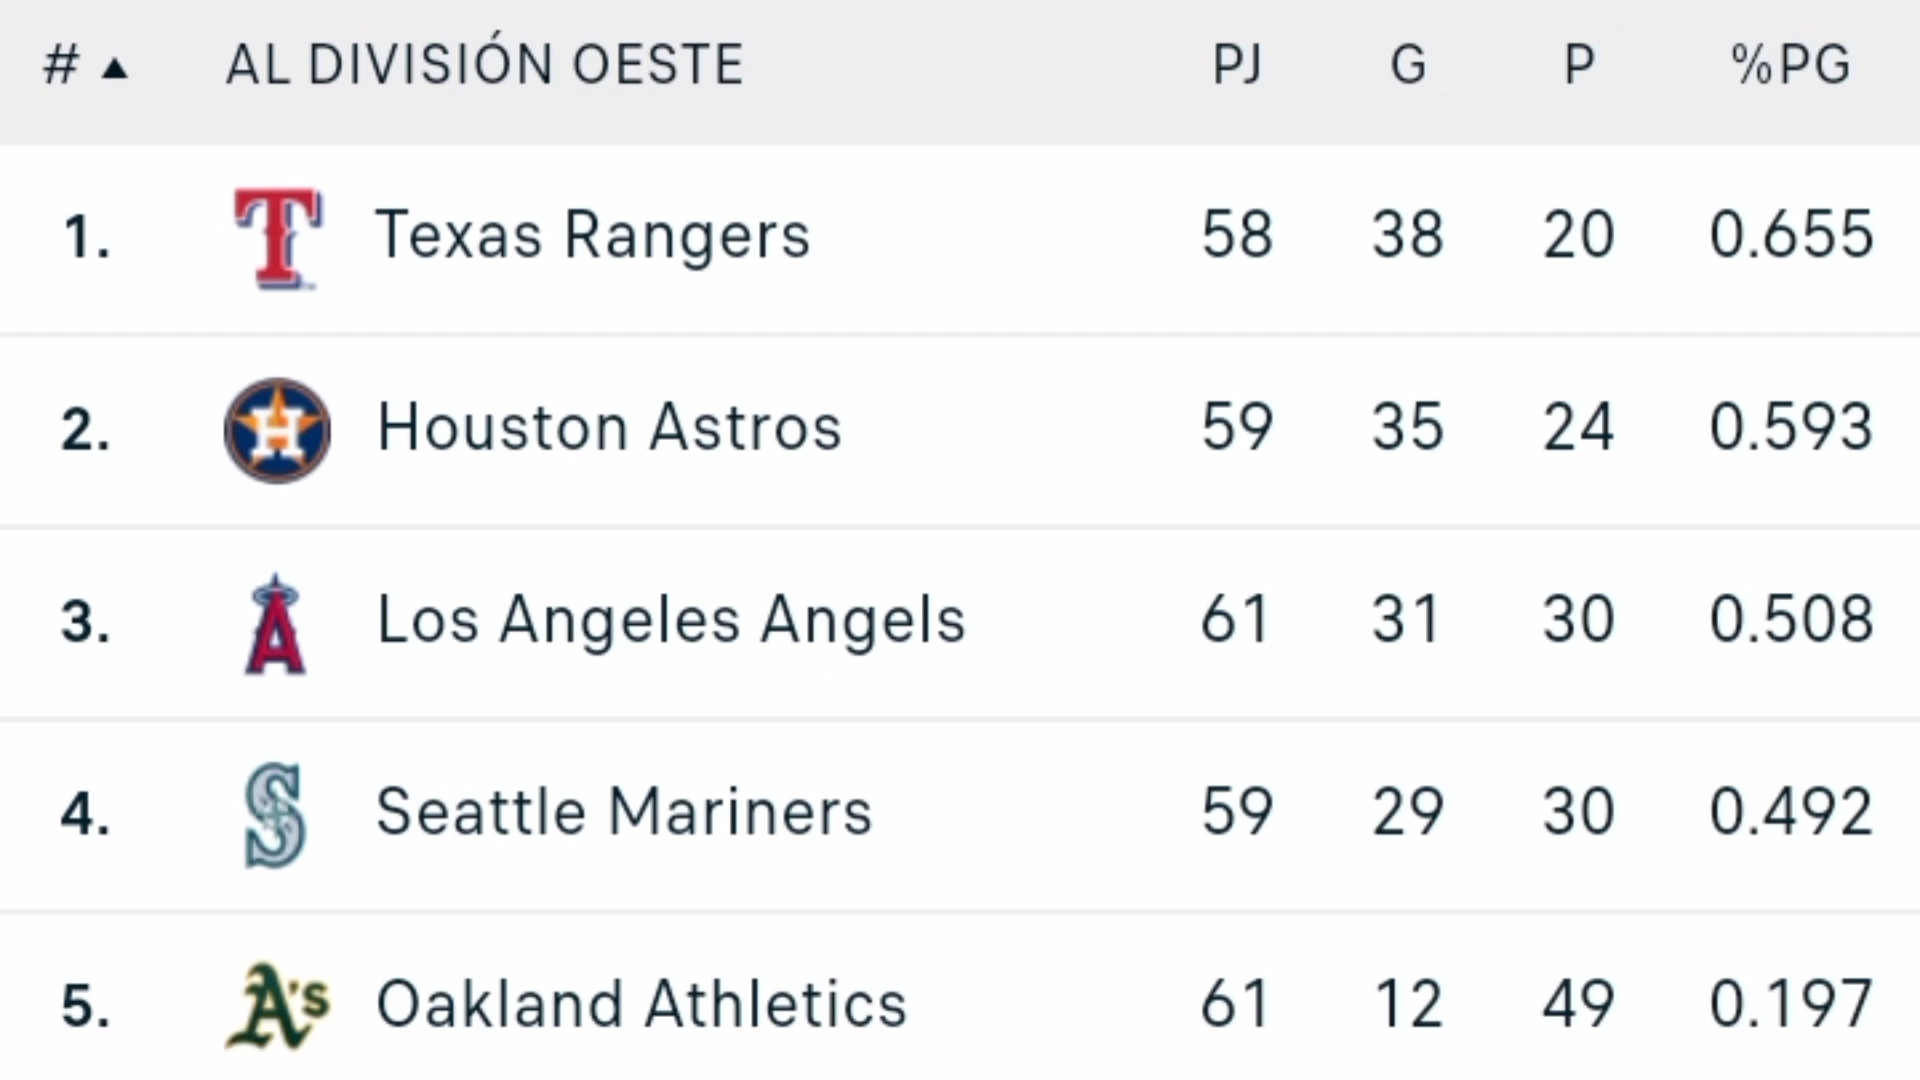 # ▲ AL DIVISIÓN OESTE PJ G P %PG
1. T Texas Rangers 58 38 20 0.655
2. H Houston Astros 59 35 24 0.593
3. A Los Angeles Angels 61 31 30 0.508
4. S Seattle Mariners 59 29 30 0.492
5. A's Oakland Athletics 61 12 49 0.197